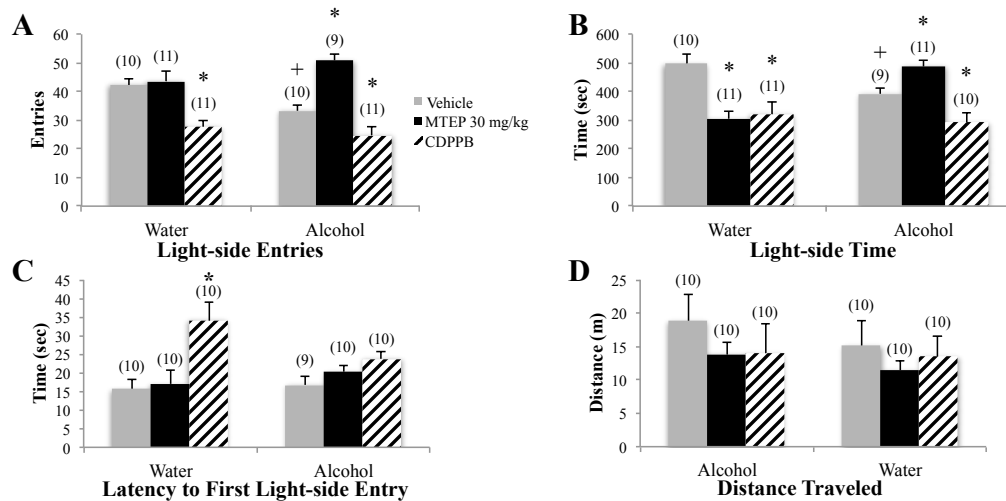 A
60
50
40
30
20
10
0
Entries
(10)
(11)
*
(11)
+
(10)
*
(9)
*
(11)
Water
Alcohol
Light-side Entries
Vehicle
MTEP 30 mg/kg
CDPPB
B
600
500
400
300
200
100
0
Time (sec)
(10)
*
(11)
*
(11)
+
(9)
*
(11)
*
(10)
Water
Alcohol
Light-side Time
C
45
40
35
30
25
20
15
10
5
0
Time (sec)
(10)
(10)
*
(10)
(9)
(10)
(10)
Water
Alcohol
Latency to First Light-side Entry
D
25
20
15
10
5
0
Distance (m)
(10)
(10)
(10)
(10)
(10)
(10)
Alcohol
Water
Distance Traveled